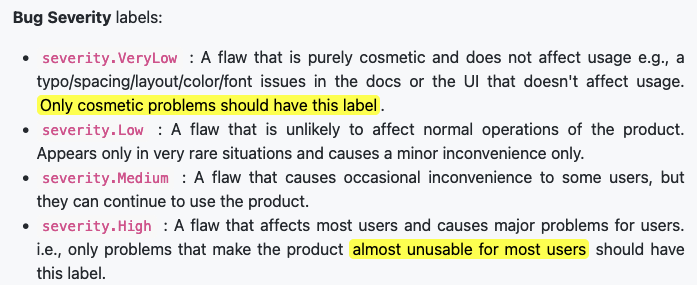 Bug Severity labels:
severity.VeryLow : A flaw that is purely cosmetic and does not affect usage e.g., a
typo/spacing/layout/color/font issues in the docs or the UI that doesn't affect usage.
Only cosmetic problems should have this label.
severity.Low : A flaw that is unlikely to affect normal operations of the product.
Appears only in very rare situations and causes a minor inconvenience only.
severity.Medium : A flaw that causes occasional inconvenience to some users, but
they can continue to use the product.
severity.High : A flaw that affects most users and causes major problems for users.
i.e., only problems that make the product almost unusable for most users should have
this label.